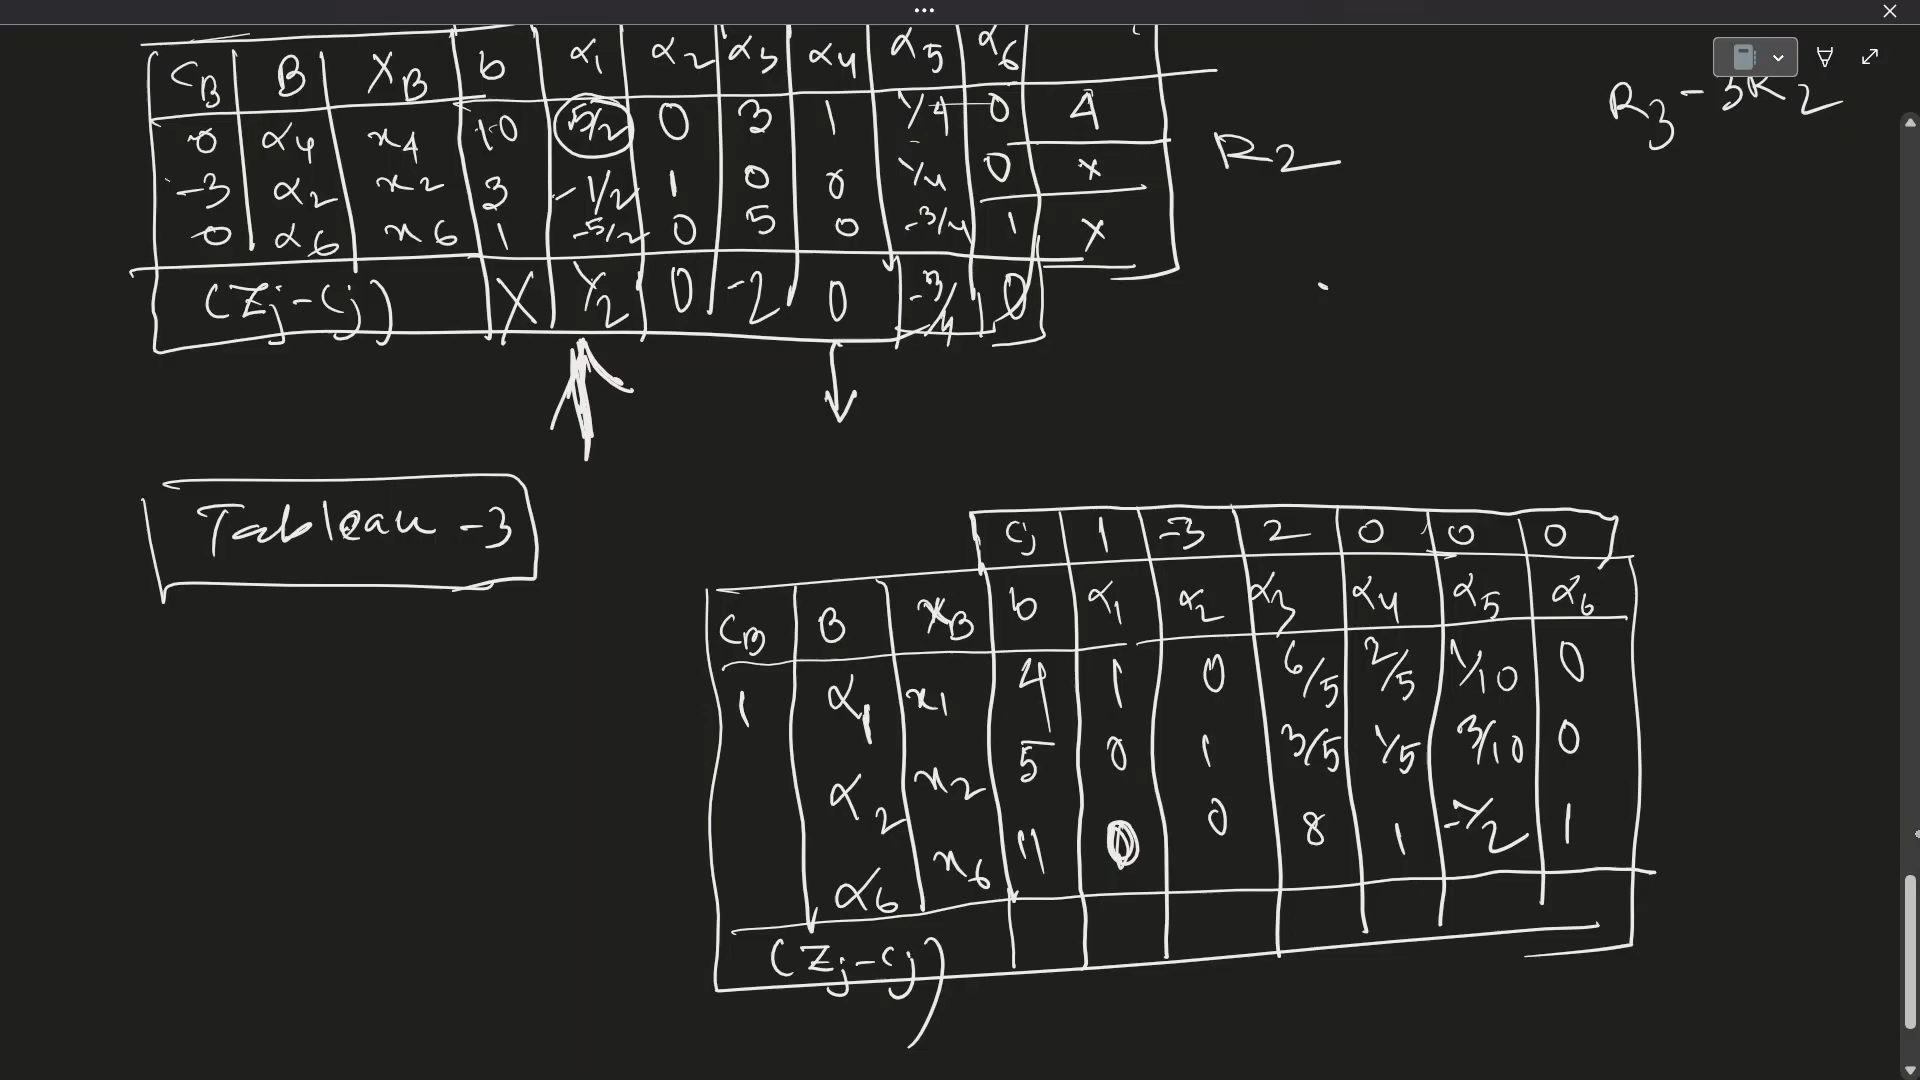 C_B B X_B b α1 α2 α3 α4 α5 α6
R3 - 3R2
0 α4 x4 10 5/2 0 3 1 1/4 0 4
R2
-3 α2 x2 3 -1/2 1 0 0 1/4 0 x
0 α6 x6 1 -5/2 0 5 0 -3/4 1 x
(Zj-Cj) X 1/2 0 -2 0 -3/4 0
Tableau -3
Cj 1 -3 2 0 0 0
C_B B X_B b α1 α2 α3 α4 α5 α6
1 α1 x1 4 1 0 6/5 2/5 1/10 0
α2 x2 5 0 1 3/5 1/5 3/10 0
α6 x6 11 0 0 8 1 -1/2 1
(Zj-Cj)